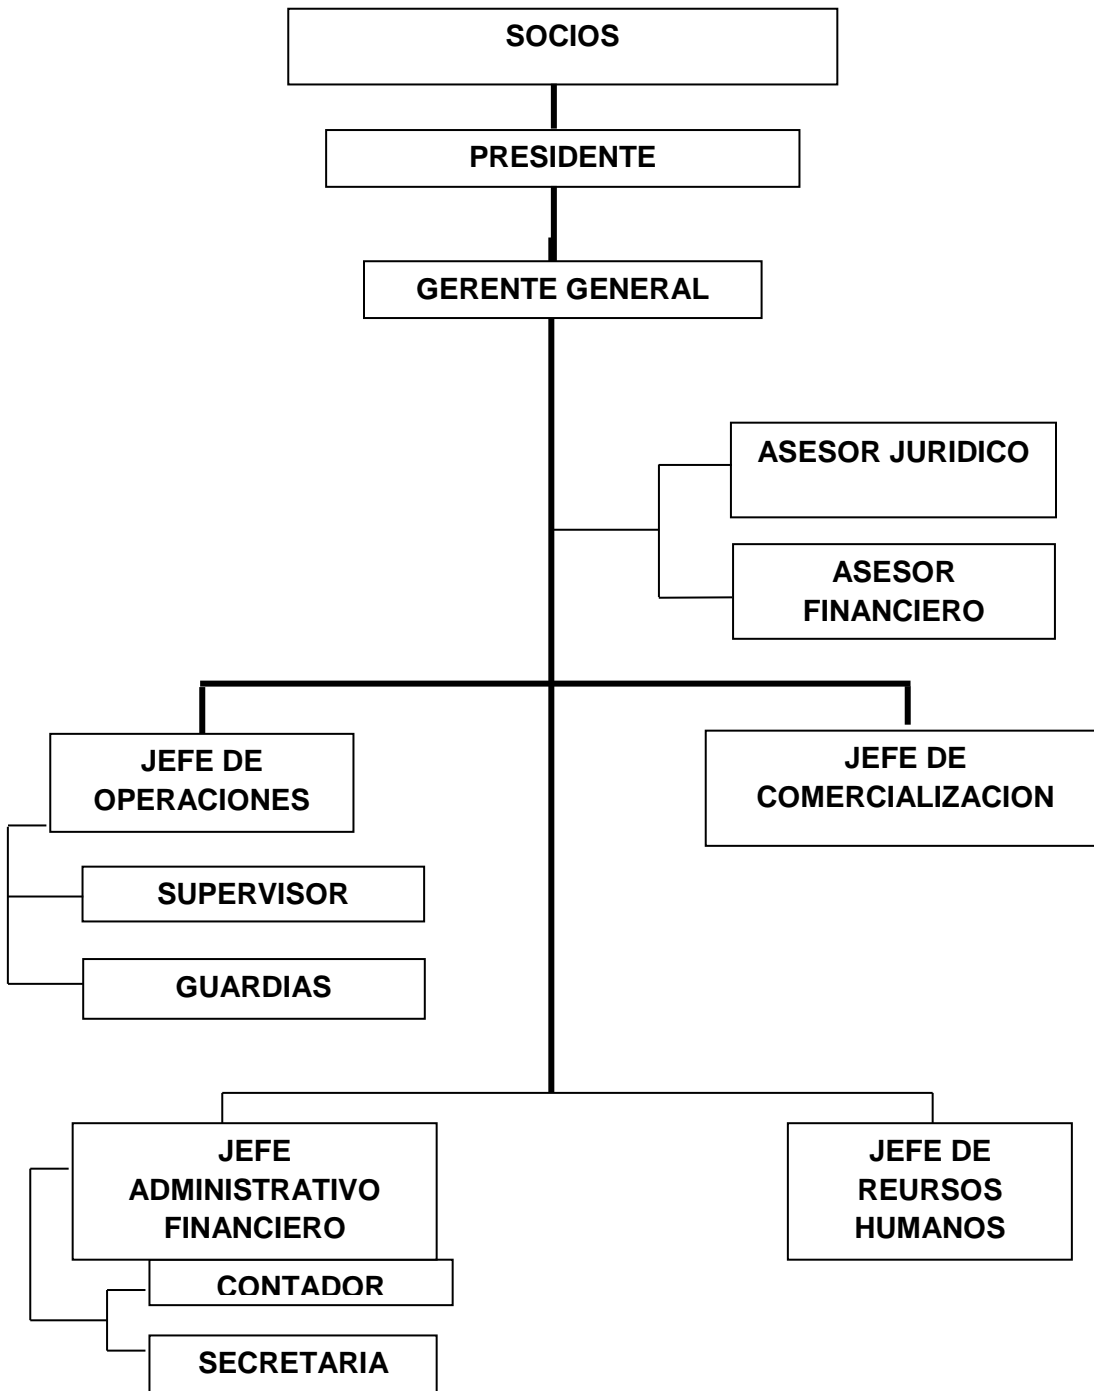 SOCIOS
PRESIDENTE
GERENTE GENERAL
ASESOR JURIDICO
ASESOR
FINANCIERO
JEFE DE
OPERACIONES
JEFE DE
COMERCIALIZACION
SUPERVISOR
GUARDIAS
JEFE
ADMINISTRATIVO
FINANCIERO
JEFE DE
REURSOS
HUMANOS
CONTADOR
SECRETARIA